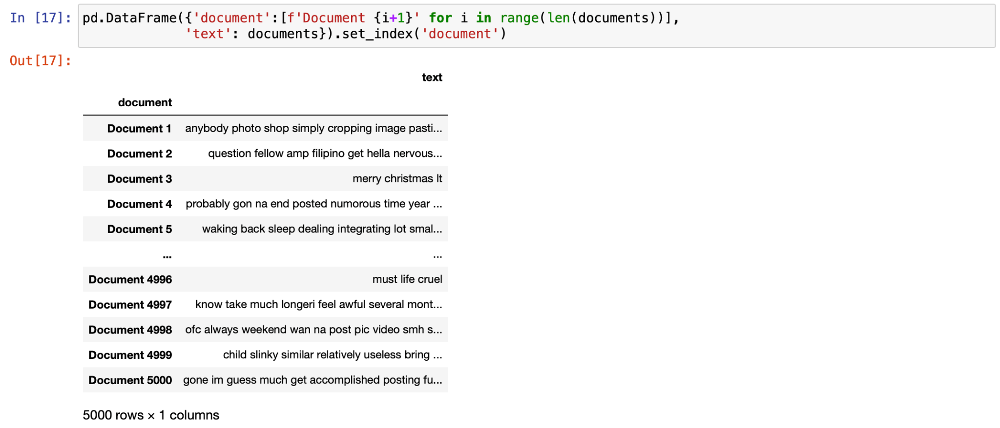 In [17]: pd.DataFrame({'document':[f'Document {i+1}' for i in range(len(documents))],
'text': documents}).set_index('document')
Out[17]:
text
document
Document 1 anybody photo shop simply cropping image pasti...
Document 2 question fellow amp filipino get hella nervous...
Document 3 merry christmas lt
Document 4 probably gon na end posted numorous time year ...
Document 5 waking back sleep dealing integrating lot smal...
... ...
Document 4996 must life cruel
Document 4997 know take much longeri feel awful several mont...
Document 4998 ofc always weekend wan na post pic video smh s...
Document 4999 child slinky similar relatively useless bring ...
Document 5000 gone im guess much get accomplished posting fu...
5000 rows × 1 columns